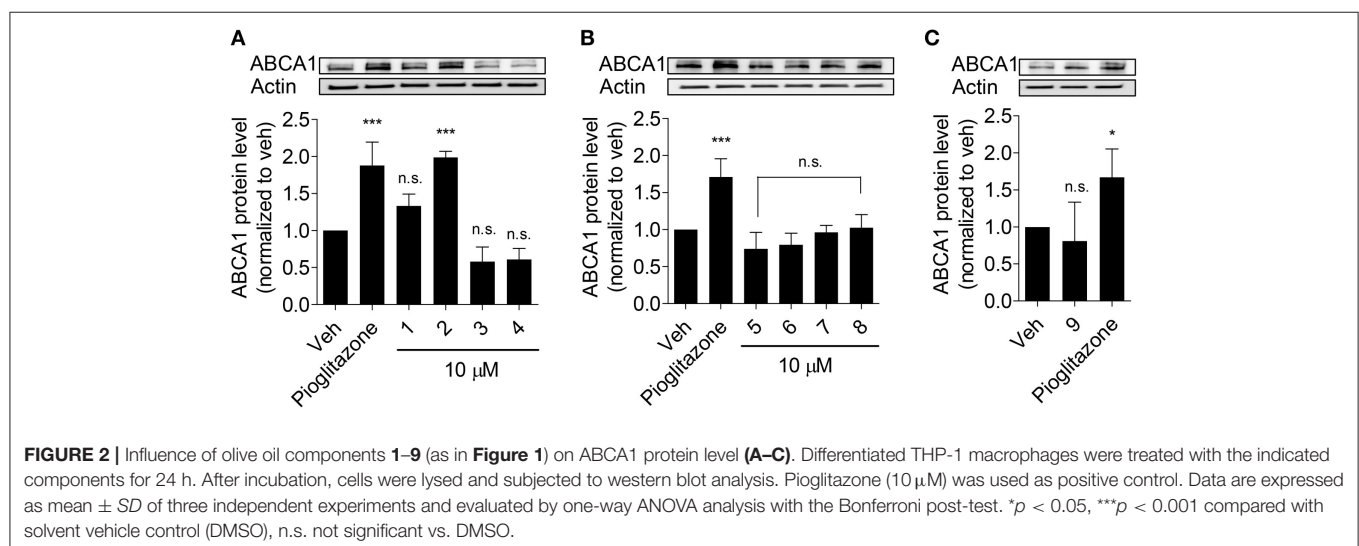 A
ABCA1
Actin
ABCA1 protein level
(normalized to veh)
2.5
2.0
1.5
1.0
0.5
0.0
***
n.s.
***
n.s.
n.s.
Veh
Pioglitazone
1
2
3
4
10 μM
B
ABCA1
Actin
ABCA1 protein level
(normalized to veh)
2.5
2.0
1.5
1.0
0.5
0.0
***
n.s.
Veh
Pioglitazone
5
6
7
8
10 μM
C
ABCA1
Actin
ABCA1 protein level
(normalized to veh)
2.5
2.0
1.5
1.0
0.5
0.0
n.s.
*
Veh
9
Pioglitazone
FIGURE 2 | Influence of olive oil components 1–9 (as in Figure 1) on ABCA1 protein level (A–C). Differentiated THP-1 macrophages were treated with the indicated
components for 24 h. After incubation, cells were lysed and subjected to western blot analysis. Pioglitazone (10 μM) was used as positive control. Data are expressed
as mean ± SD of three independent experiments and evaluated by one-way ANOVA analysis with the Bonferroni post-test. *p < 0.05, ***p < 0.001 compared with
solvent vehicle control (DMSO), n.s. not significant vs. DMSO.